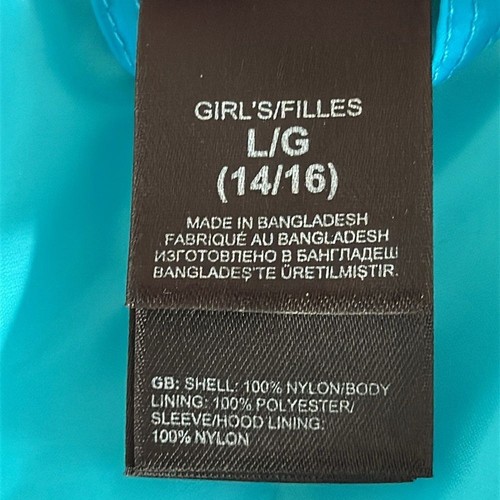 GIRL'S/FILLES
L/G
(14/16)
MADE IN BANGLADESH
FABRIQUÉ AU BANGLADESH
ИЗГОТОВЛЕНО В БАНГЛАДЕШ
BANGLADEŞ'TE ÜRETILMIŞTIR.
GB: SHELL: 100% NYLON/BODY
LINING: 100% POLYESTER/
SLEEVE/HOOD LINING:
100% NYLON